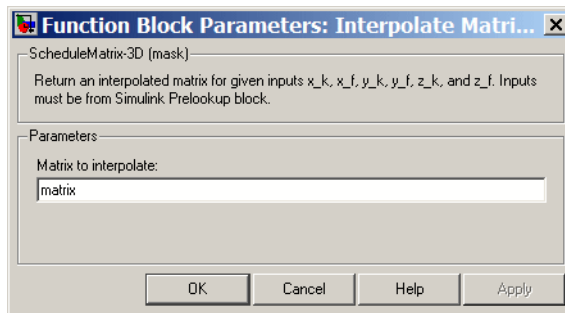 Function Block Parameters: Interpolate Matri...
ScheduleMatrix-3D (mask)
Return an interpolated matrix for given inputs x_k, x_f, y_k, y_f, z_k, and z_f. Inputs
must be from Simulink Prelookup block.
Parameters
Matrix to interpolate:
matrix
OK Cancel Help Apply